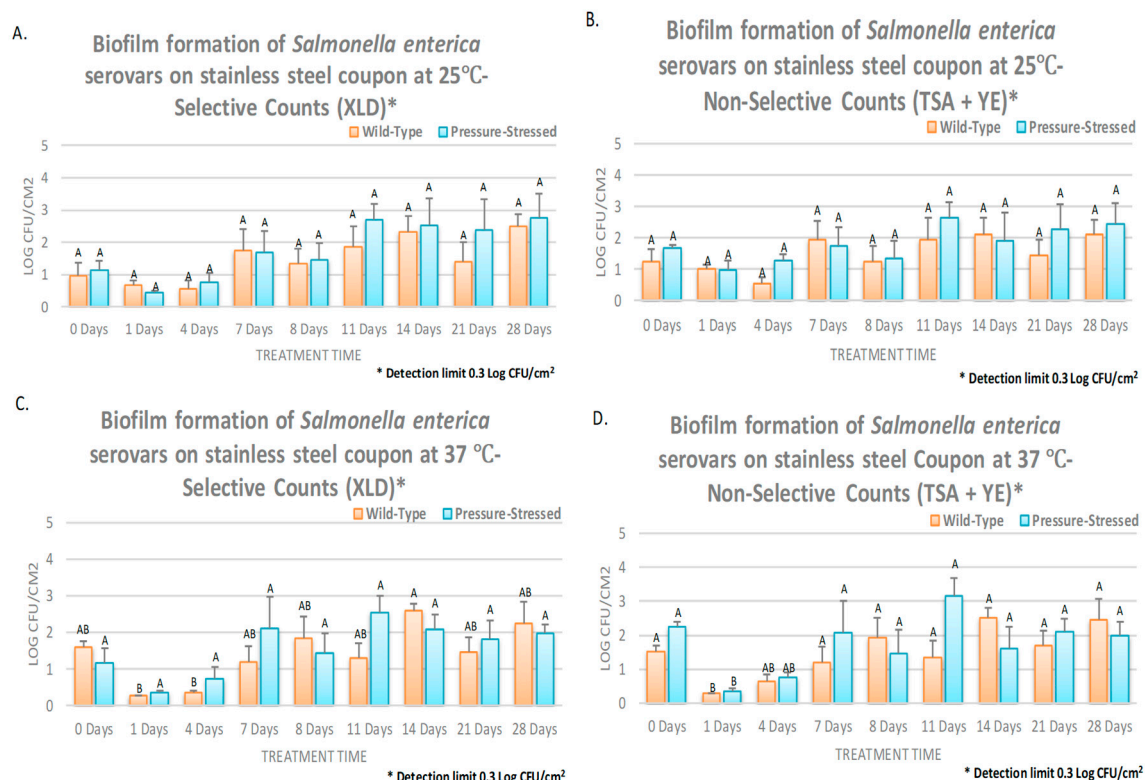 A.
Biofilm formation of Salmonella enterica
serovars on stainless steel coupon at 25℃-
Selective Counts (XLD)*
Wild-Type Pressure-Stressed
LOG CFU/CM2
5
4
3
2
1
0
A A A A A A A A A A A A A A A A A A
0 Days 1 Days 4 Days 7 Days 8 Days 11 Days 14 Days 21 Days 28 Days
TREATMENT TIME
* Detection limit 0.3 Log CFU/cm²
B.
Biofilm formation of Salmonella enterica
serovars on stainless steel coupon at 25℃-
Non-Selective Counts (TSA + YE)*
Wild-Type Pressure-Stressed
LOG CFU/CM2
5
4
3
2
1
0
A A A A A A A A A A A A A A A A A A
0 Days 1 Days 4 Days 7 Days 8 Days 11 Days 14 Days 21 Days 28 Days
TREATMENT TIME
* Detection limit 0.3 Log CFU/cm²
C.
Biofilm formation of Salmonella enterica
serovars on stainless steel coupon at 37 ℃-
Selective Counts (XLD)*
Wild-Type Pressure-Stressed
LOG CFU/CM2
5
4
3
2
1
0
AB A B A B A AB A AB A AB A A A AB A AB A
0 Days 1 Days 4 Days 7 Days 8 Days 11 Days 14 Days 21 Days 28 Days
TREATMENT TIME
* Detection limit 0.3 Log CFU/cm²
D.
Biofilm formation of Salmonella enterica
serovars on stainless steel Coupon at 37 ℃-
Non-Selective Counts (TSA + YE)*
Wild-Type Pressure-Stressed
LOG CFU/CM2
5
4
3
2
1
0
A A B B AB AB A A A A A A A A A A A A
0 Days 1 Days 4 Days 7 Days 8 Days 11 Days 14 Days 21 Days 28 Days
TREATMENT TIME
* Detection limit 0.3 Log CFU/cm²